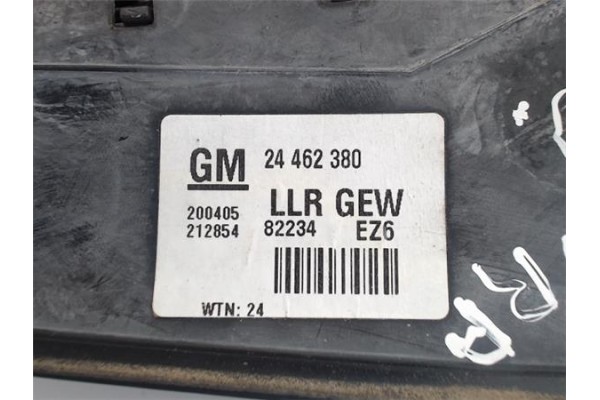 GM 24 462 380
200405 LLR GEW
212854 82234 EZ6
WTN: 24